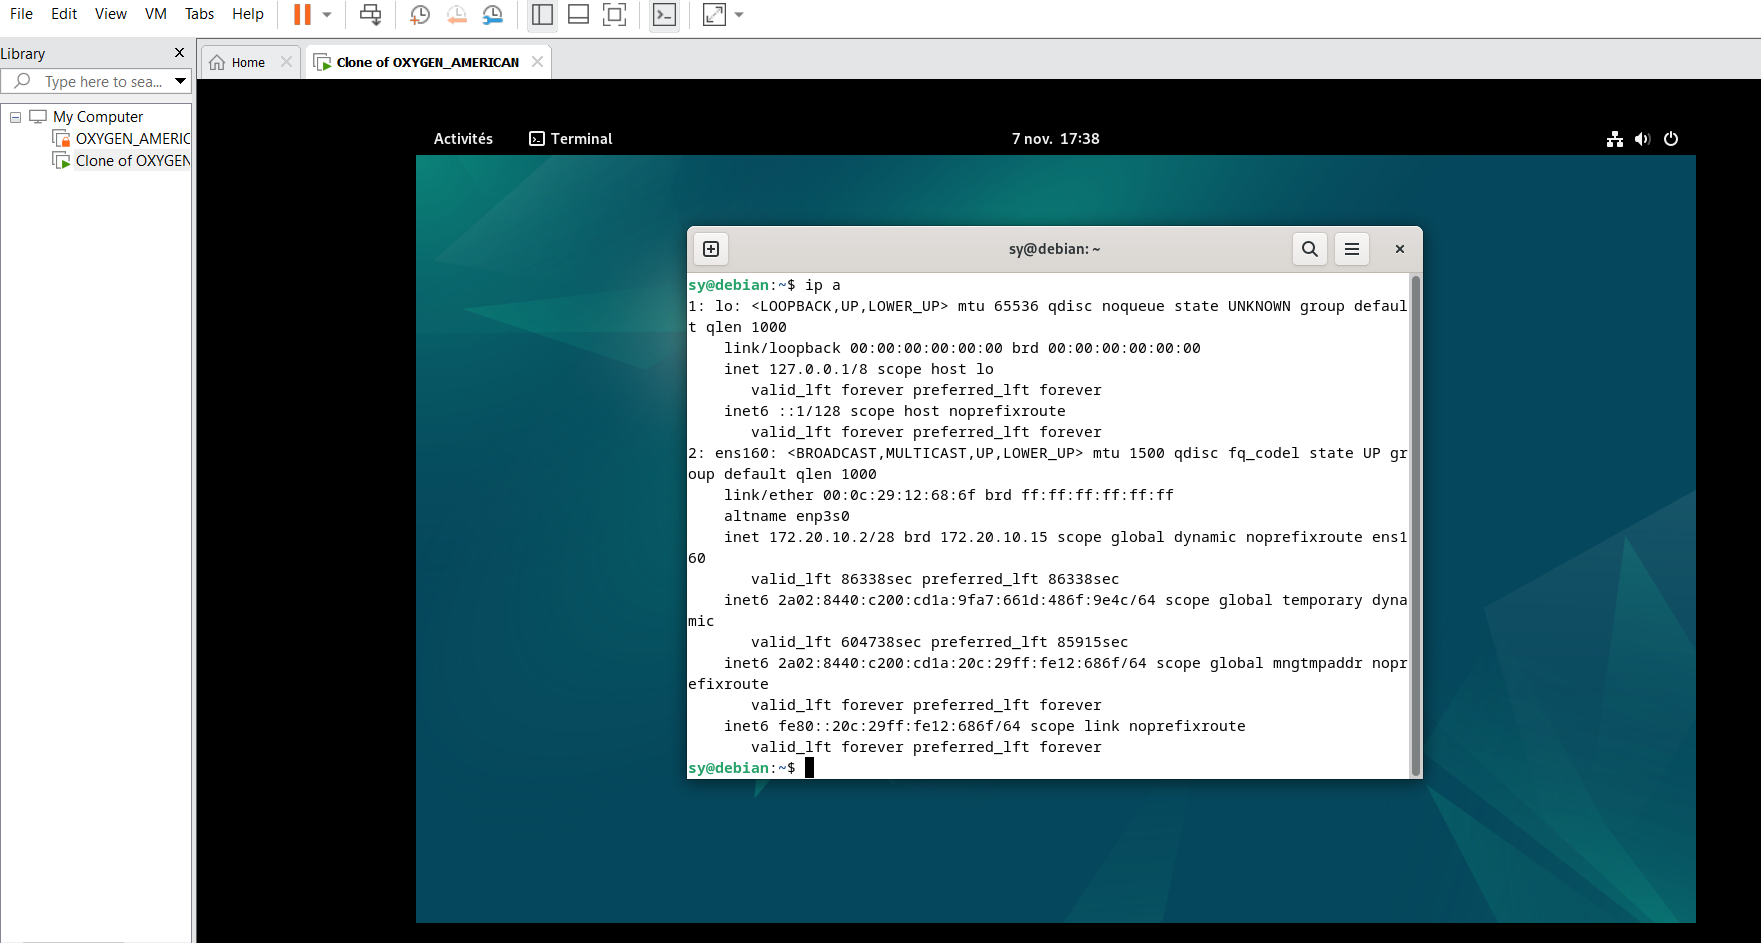 File Edit View VM Tabs Help
Library
Type here to sea...
Home
Clone of OXYGEN_AMERICAN
My Computer
OXYGEN_AMERIC
Clone of OXYGEN
Activités
Terminal
7 nov. 17:38
sy@debian: ~
sy@debian:~$ ip a
1: lo: <LOOPBACK,UP,LOWER_UP> mtu 65536 qdisc noqueue state UNKNOWN group defaul
t qlen 1000
link/loopback 00:00:00:00:00:00 brd 00:00:00:00:00:00
inet 127.0.0.1/8 scope host lo
valid_lft forever preferred_lft forever
inet6 ::1/128 scope host noprefixroute
valid_lft forever preferred_lft forever
2: ens160: <BROADCAST,MULTICAST,UP,LOWER_UP> mtu 1500 qdisc fq_codel state UP gr
oup default qlen 1000
link/ether 00:0c:29:12:68:6f brd ff:ff:ff:ff:ff:ff
altname enp3s0
inet 172.20.10.2/28 brd 172.20.10.15 scope global dynamic noprefixroute ens1
60
valid_lft 86338sec preferred_lft 86338sec
inet6 2a02:8440:c200:cd1a:9fa7:661d:486f:9e4c/64 scope global temporary dyna
mic
valid_lft 604738sec preferred_lft 85915sec
inet6 2a02:8440:c200:cd1a:20c:29ff:fe12:686f/64 scope global mngtmpaddr nopr
efixroute
valid_lft forever preferred_lft forever
inet6 fe80::20c:29ff:fe12:686f/64 scope link noprefixroute
valid_lft forever preferred_lft forever
sy@debian:~$